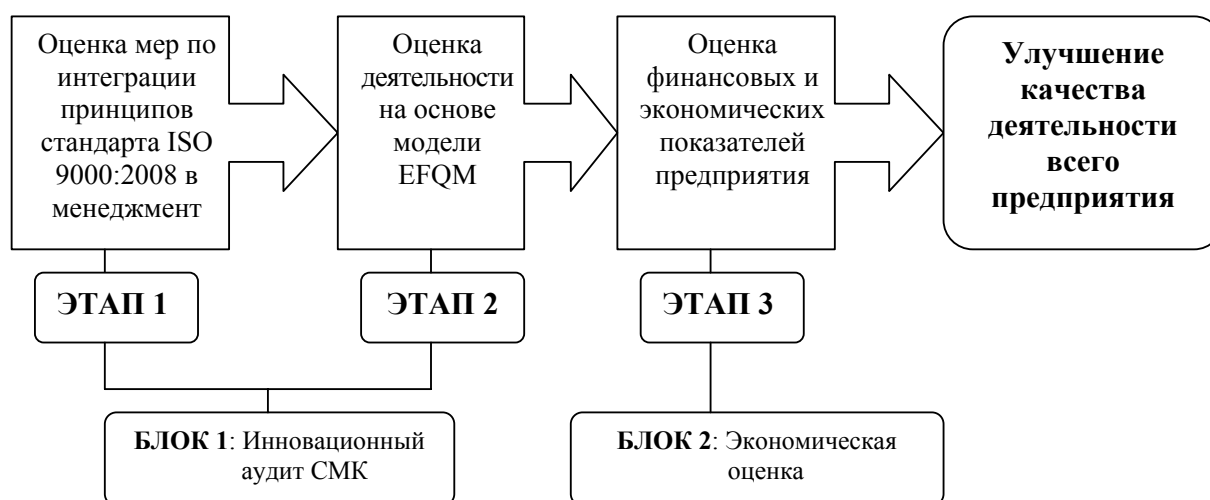 Оценка мер по
интеграции
принципов
стандарта ISO
9000:2008 в
менеджмент
Оценка
деятельности
на основе
модели
EFQM
Оценка
финансовых и
экономических
показателей
предприятия
Улучшение
качества
деятельности
всего
предприятия
ЭТАП 1
ЭТАП 2
ЭТАП 3
БЛОК 1: Инновационный
аудит СМК
БЛОК 2: Экономическая
оценка